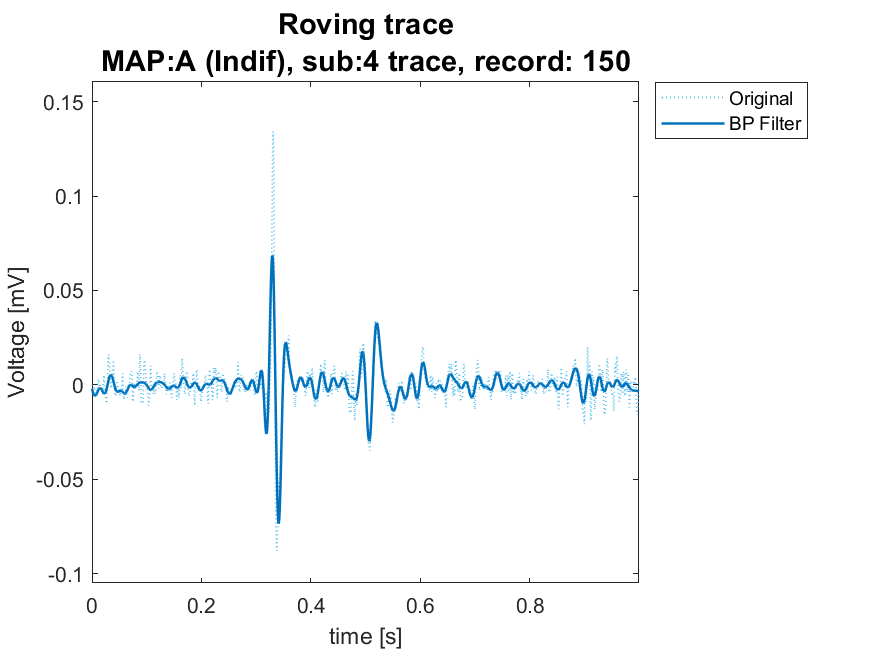 Roving trace
MAP:A (Indif), sub:4 trace, record: 150
Original
BP Filter
0.15
0.1
0.05
0
-0.05
-0.1
Voltage [mV]
0
0.2
0.4
0.6
0.8
time [s]